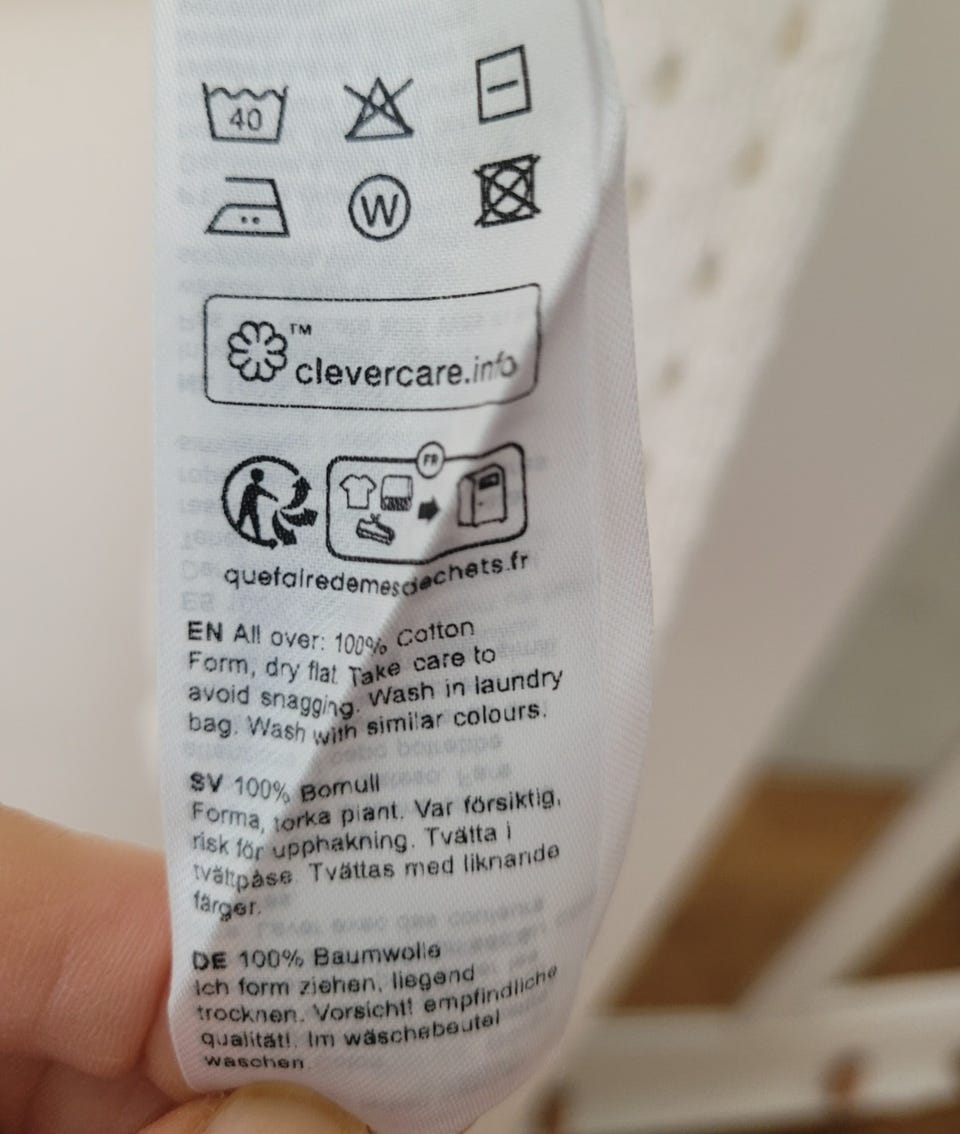 40
W
TM
clevercare.info
FR
quefairedemesdechets.fr
EN All over: 100% Cotton
Form, dry flat. Take care to
avoid snagging. Wash in laundry
bag. Wash with similar colours.
SV 100% Bomull
Forma, torka plant. Var försiktig,
risk för upphakning. Tvätta i
tvättpåse. Tvättas med liknande
färger.
DE 100% Baumwolle
Ich form ziehen, liegend
trocknen. Vorsicht! empfindliche
qualität!. Im wäschebeutel
waschen.